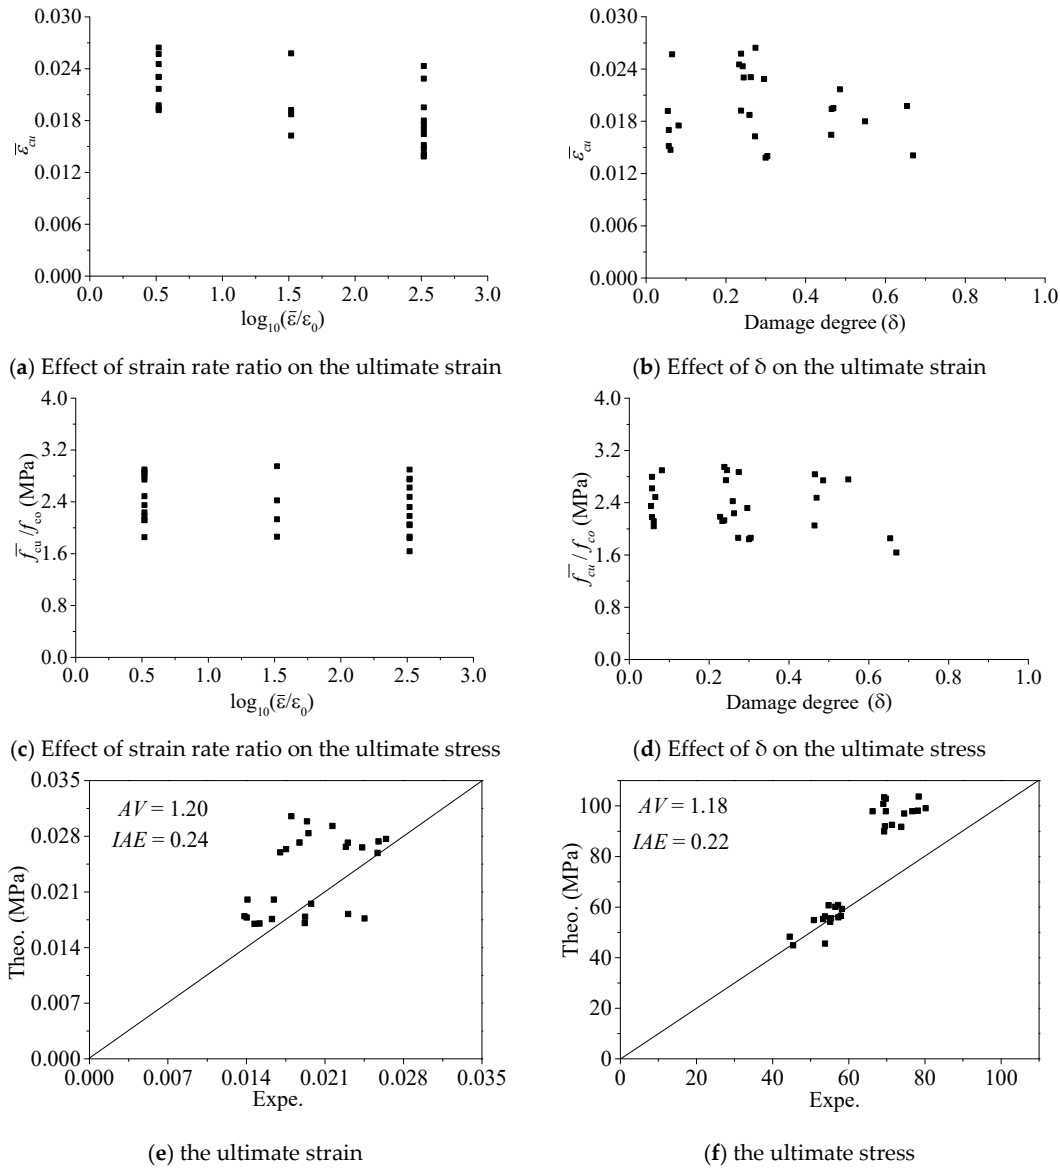 0.030
0.024
0.018
0.012
0.006
0.000
ε̅cu
0.0 0.5 1.0 1.5 2.0 2.5 3.0
log10(ε̅/ε0)
(a) Effect of strain rate ratio on the ultimate strain
0.030
0.024
0.018
0.012
0.006
0.000
ε̅cu
0.0 0.2 0.4 0.6 0.8 1.0
Damage degree (δ)
(b) Effect of δ on the ultimate strain
4.0
3.2
2.4
1.6
0.8
0.0
f̅cu/fco (MPa)
0.0 0.5 1.0 1.5 2.0 2.5 3.0
log10(ε̅/ε0)
(c) Effect of strain rate ratio on the ultimate stress
4.0
3.2
2.4
1.6
0.8
0.0
f̅cu / fco (MPa)
0.0 0.2 0.4 0.6 0.8 1.0
Damage degree (δ)
(d) Effect of δ on the ultimate stress
0.035
0.028
0.021
0.014
0.007
0.000
Theo. (MPa)
AV = 1.20
IAE = 0.24
0.000 0.007 0.014 0.021 0.028 0.035
Expe.
(e) the ultimate strain
100
80
60
40
20
0
Theo. (MPa)
AV = 1.18
IAE = 0.22
0 20 40 60 80 100
Expe.
(f) the ultimate stress